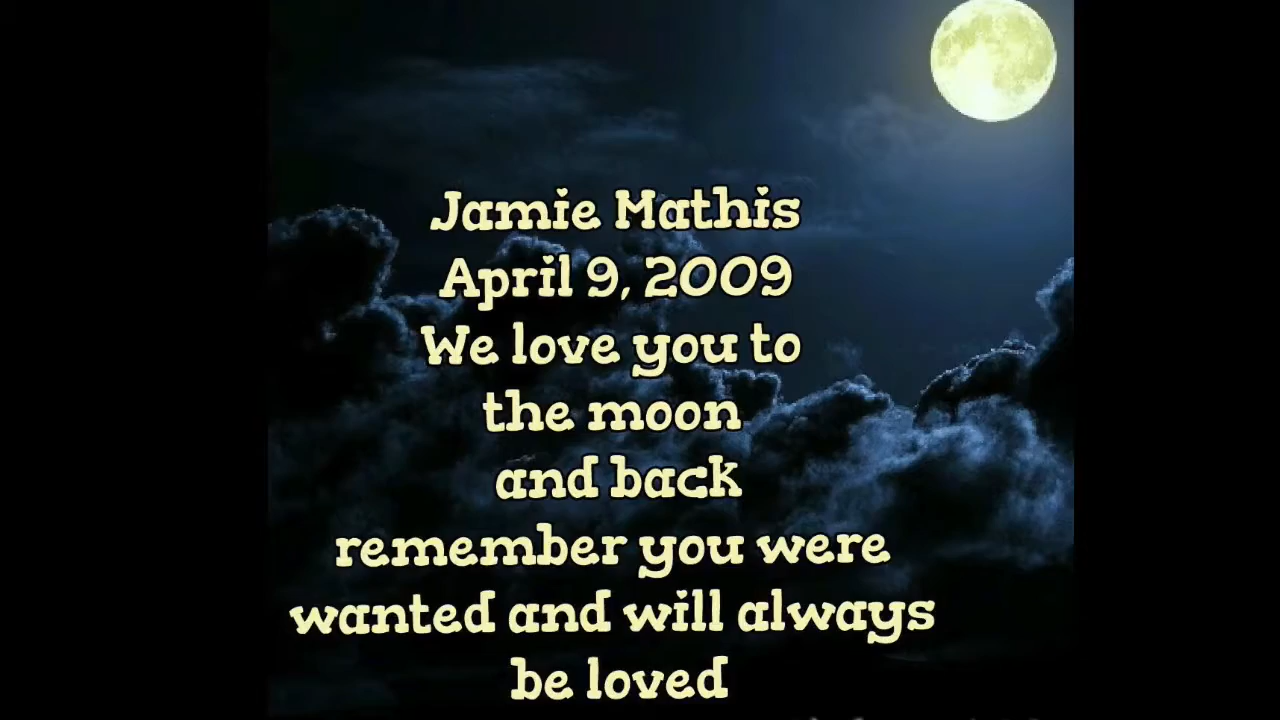 Jamie Mathis
April 9, 2009
We love you to
the moon
and back
remember you were
wanted and will always
be loved